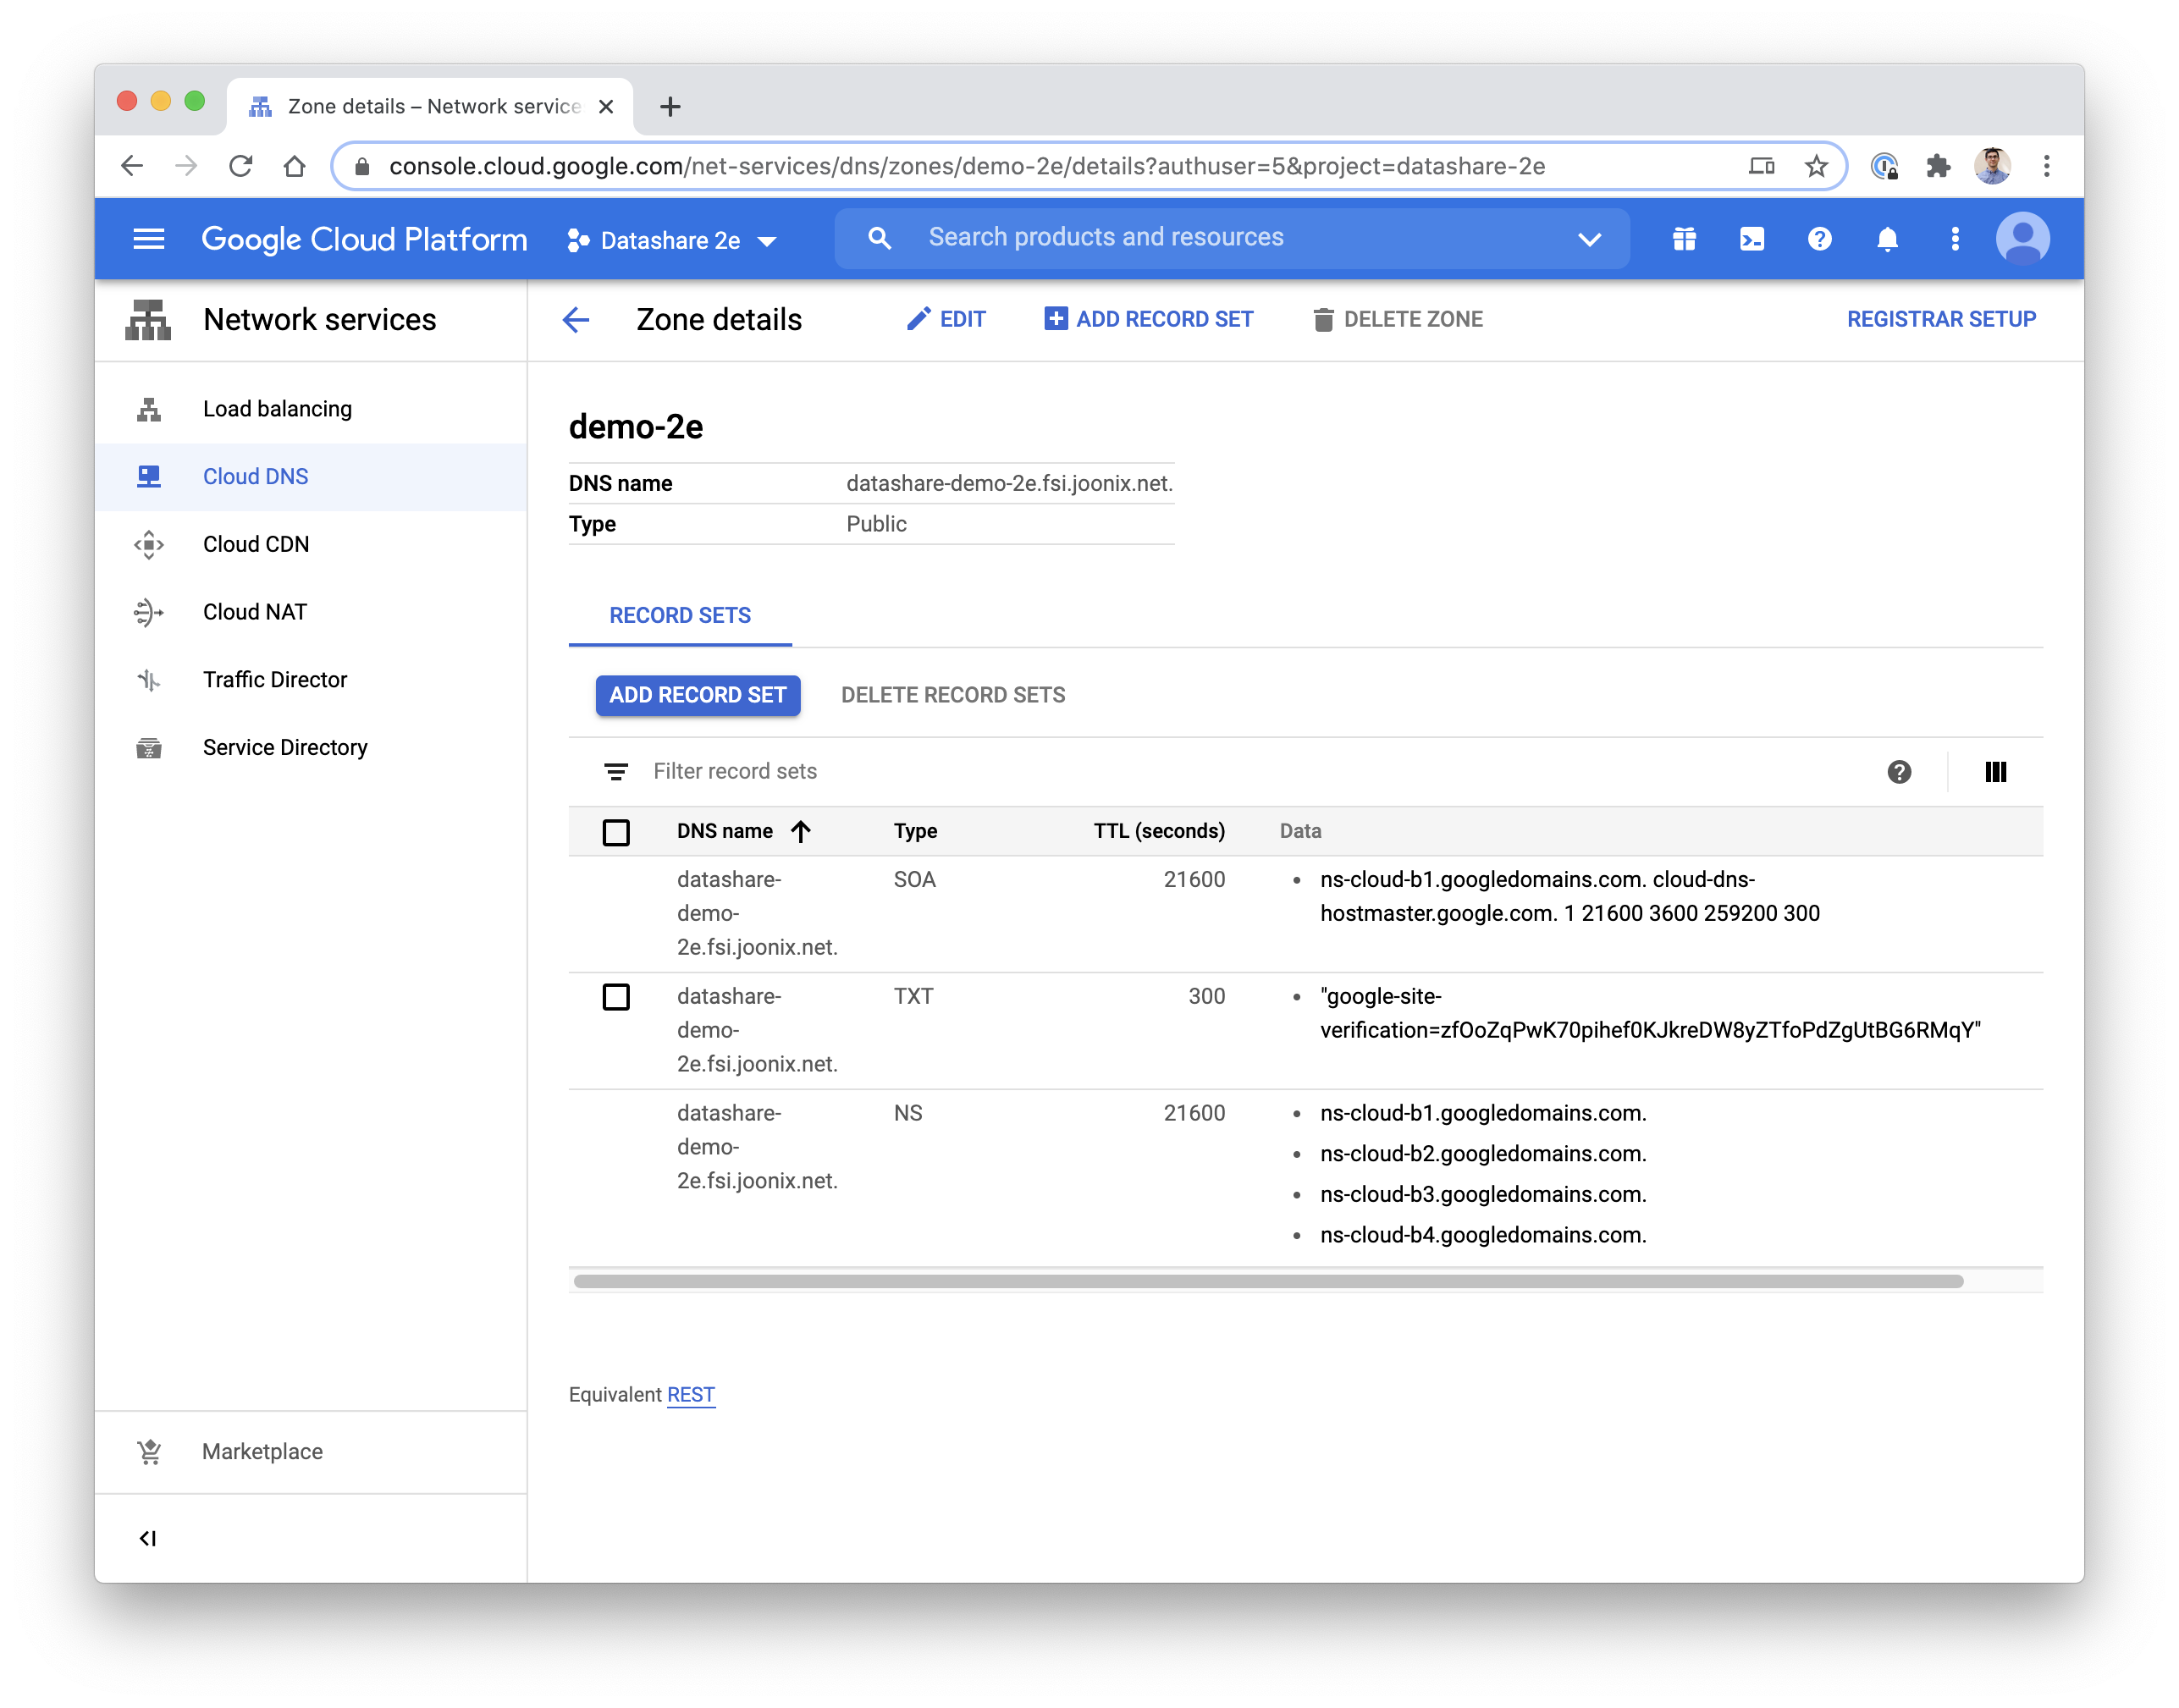 Zone details – Network service
console.cloud.google.com/net-services/dns/zones/demo-2e/details?authuser=5&project=datashare-2e
Google Cloud Platform
Datashare 2e
Search products and resources
Network services
Zone details
EDIT
ADD RECORD SET
DELETE ZONE
REGISTRAR SETUP
Load balancing
Cloud DNS
Cloud CDN
Cloud NAT
Traffic Director
Service Directory
Marketplace
demo-2e
DNS name datashare-demo-2e.fsi.joonix.net.
Type Public
RECORD SETS
ADD RECORD SET DELETE RECORD SETS
Filter record sets
DNS name Type TTL (seconds) Data
datashare- SOA 21600 • ns-cloud-b1.googledomains.com. cloud-dns-
demo- hostmaster.google.com. 1 21600 3600 259200 300
2e.fsi.joonix.net.
datashare- TXT 300 • "google-site-
demo- verification=zfOoZqPwK70pihef0KJkreDW8yZTfoPdZgUtBG6RMqY"
2e.fsi.joonix.net.
datashare- NS 21600 • ns-cloud-b1.googledomains.com.
demo- • ns-cloud-b2.googledomains.com.
2e.fsi.joonix.net. • ns-cloud-b3.googledomains.com.
• ns-cloud-b4.googledomains.com.
Equivalent REST